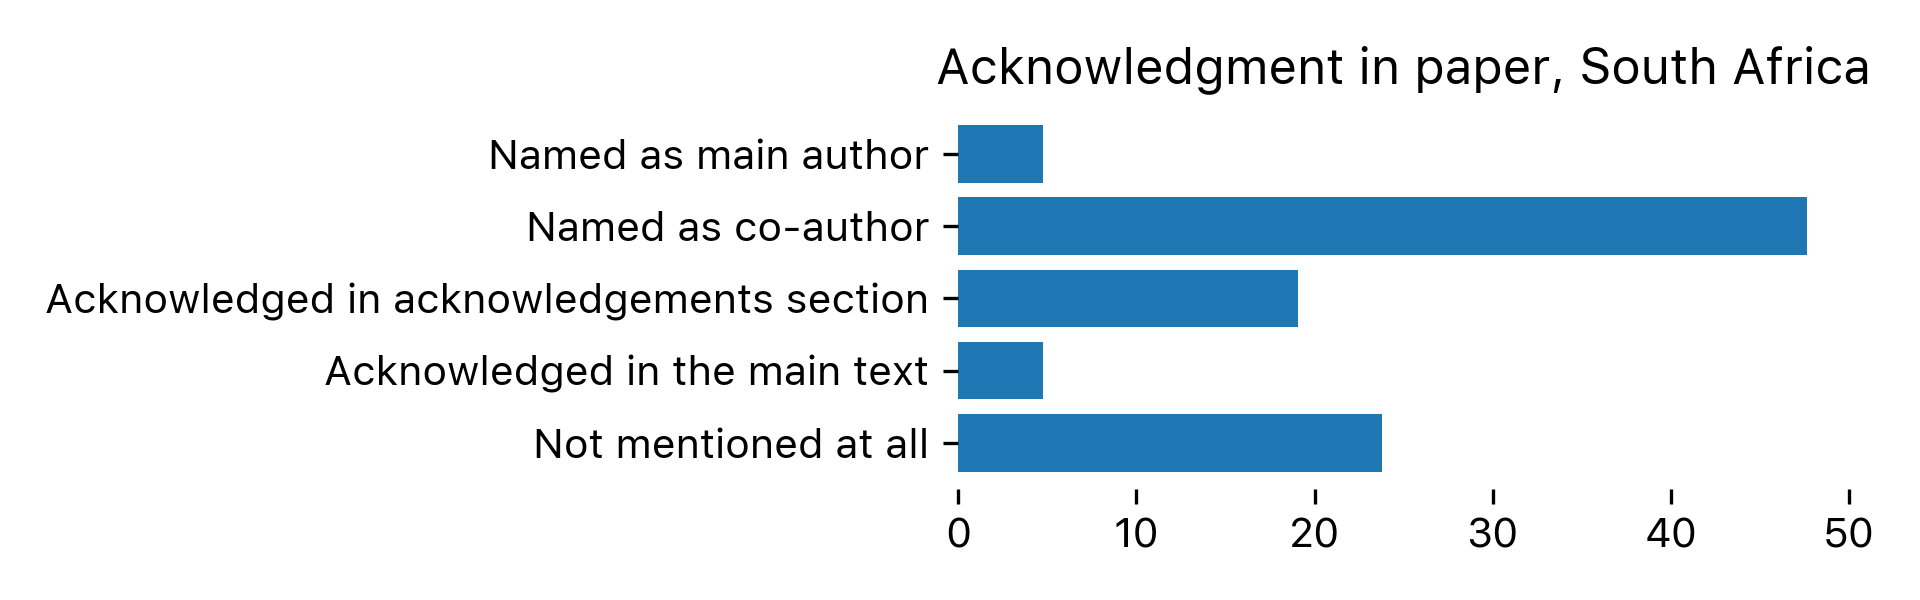 Acknowledgment in paper, South Africa
Named as main author
Named as co-author
Acknowledged in acknowledgements section
Acknowledged in the main text
Not mentioned at all
0 10 20 30 40 50